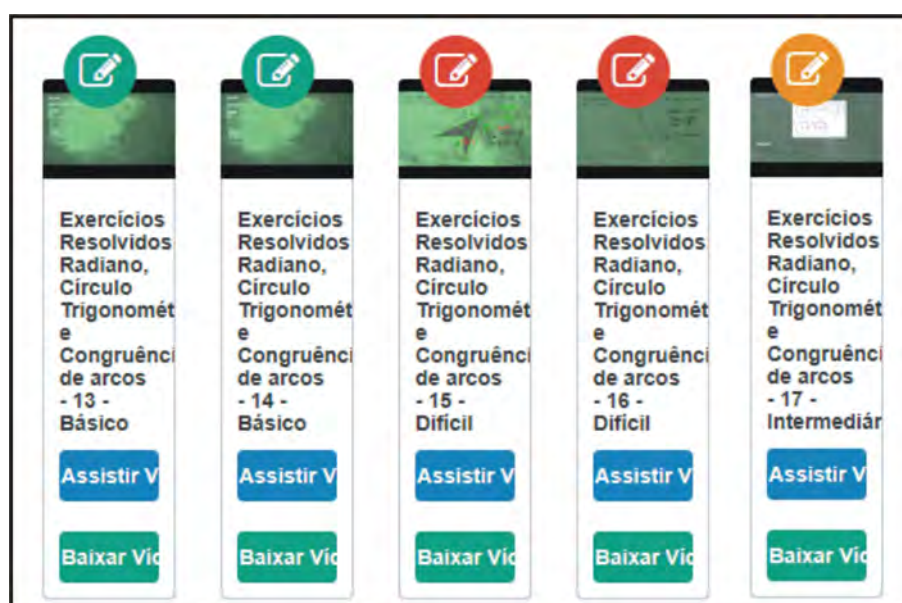 Exercícios
Resolvidos
Radiano,
Círculo
Trigonomét
e
Congruênci
de arcos
- 13 -
Básico
Assistir V
Baixar Víd
Exercícios
Resolvidos
Radiano,
Círculo
Trigonomét
e
Congruênci
de arcos
- 14 -
Básico
Assistir V
Baixar Víd
Exercícios
Resolvidos
Radiano,
Círculo
Trigonomét
e
Congruênci
de arcos
- 15 -
Difícil
Assistir V
Baixar Víd
Exercícios
Resolvidos
Radiano,
Círculo
Trigonomét
e
Congruênci
de arcos
- 16 -
Difícil
Assistir V
Baixar Víd
Exercícios
Resolvidos
Radiano,
Círculo
Trigonomét
e
Congruênci
de arcos
- 17 -
Intermediár
Assistir V
Baixar Víd